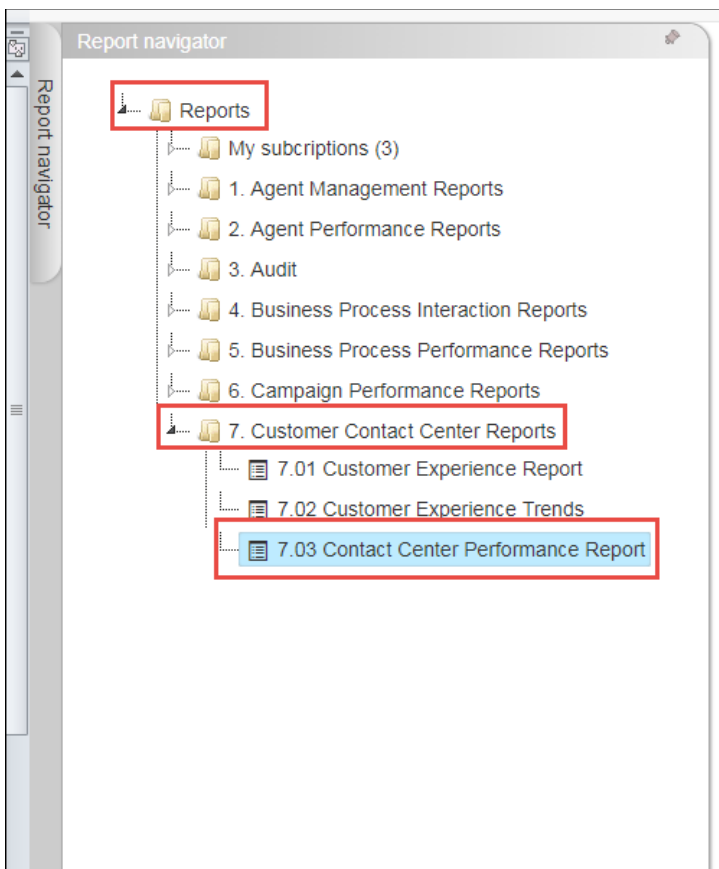 Report navigator
Report navigator
Reports
My subcriptions (3)
1. Agent Management Reports
2. Agent Performance Reports
3. Audit
4. Business Process Interaction Reports
5. Business Process Performance Reports
6. Campaign Performance Reports
7. Customer Contact Center Reports
7.01 Customer Experience Report
7.02 Customer Experience Trends
7.03 Contact Center Performance Report